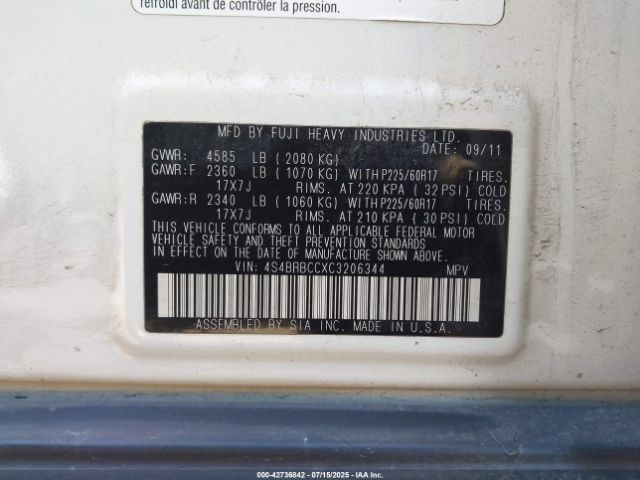 refroidi avant de contrôler la pression.
MFD BY FUJI HEAVY INDUSTRIES LTD.
DATE: 09/11
GVWR: 4585 LB ( 2080 KG)
GAWR:F 2360 LB ( 1070 KG) WITH P225/60R17 TIRES.
17X7J RIMS. AT 220 KPA ( 32 PSI) COLD
GAWR:R 2340 LB ( 1060 KG) WITH P225/60R17 TIRES.
17X7J RIMS. AT 210 KPA ( 30 PSI) COLD
THIS VEHICLE CONFORMS TO ALL APPLICABLE FEDERAL MOTOR
VEHICLE SAFETY AND THEFT PREVENTION STANDARDS
IN EFFECT ON THE DATE OF MANUFACTURE SHOWN ABOVE.
VIN: 4S4BRBCCXC3206344 MPV
ASSEMBLED BY SIA INC. MADE IN U.S.A.
000-42736842 - 07/15/2025 - IAA Inc.